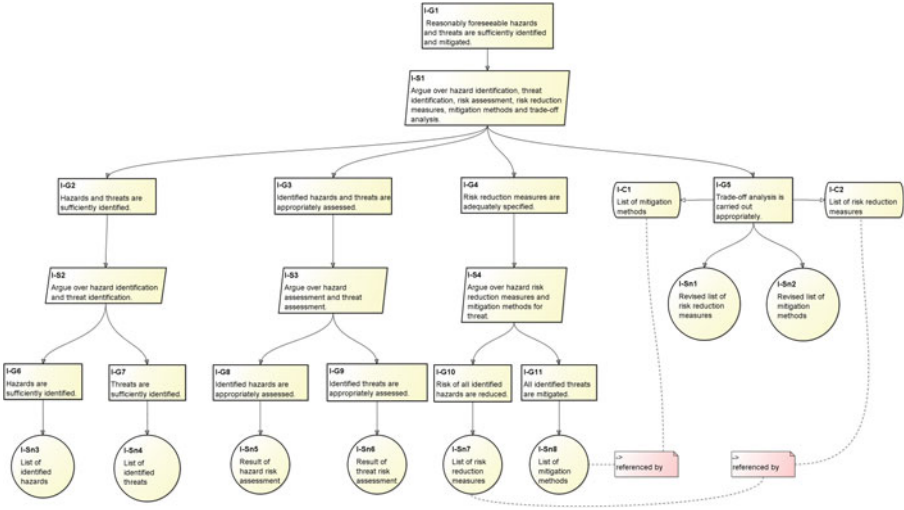 I-G1
Reasonably foreseeable hazards
and threats are sufficiently identified
and mitigated.
I-S1
Argue over hazard identification, threat
identification, risk assessment, risk reduction
measures, mitigation methods and trade-off
analysis.
I-G2
Hazards and threats are
sufficiently identified.
I-G3
Identified hazards and threats are
appropriately assessed.
I-G4
Risk reduction measures are
adequately specified.
I-C1
List of mitigation
methods
I-G5
Trade-off analysis is
carried out
appropriately.
I-C2
List of risk reduction
measures
I-S2
Argue over hazard identification
and threat identification.
I-S3
Argue over hazard
assessment and threat
assessment.
I-S4
Argue over hazard risk
reduction measures and
mitigation methods for
threat.
I-Sn1
Revised list of
risk reduction
measures
I-Sn2
Revised list of
mitigation
methods
I-G6
Hazards are
sufficiently identified.
I-G7
Threats are
sufficiently identified.
I-G8
Identified hazards are
appropriately assessed.
I-G9
Identified threats are
appropriately assessed.
I-G10
Risk of all identified
hazards are reduced.
I-G11
All identified threats
are mitigated.
I-Sn3
List of
identified
hazards
I-Sn4
List of
identified
threats
I-Sn5
Result of
hazard risk
assessment
I-Sn6
Result of
threat risk
assessment
I-Sn7
List of risk
reduction
measures
I-Sn8
List of
mitigation
methods
->
referenced by
->
referenced by